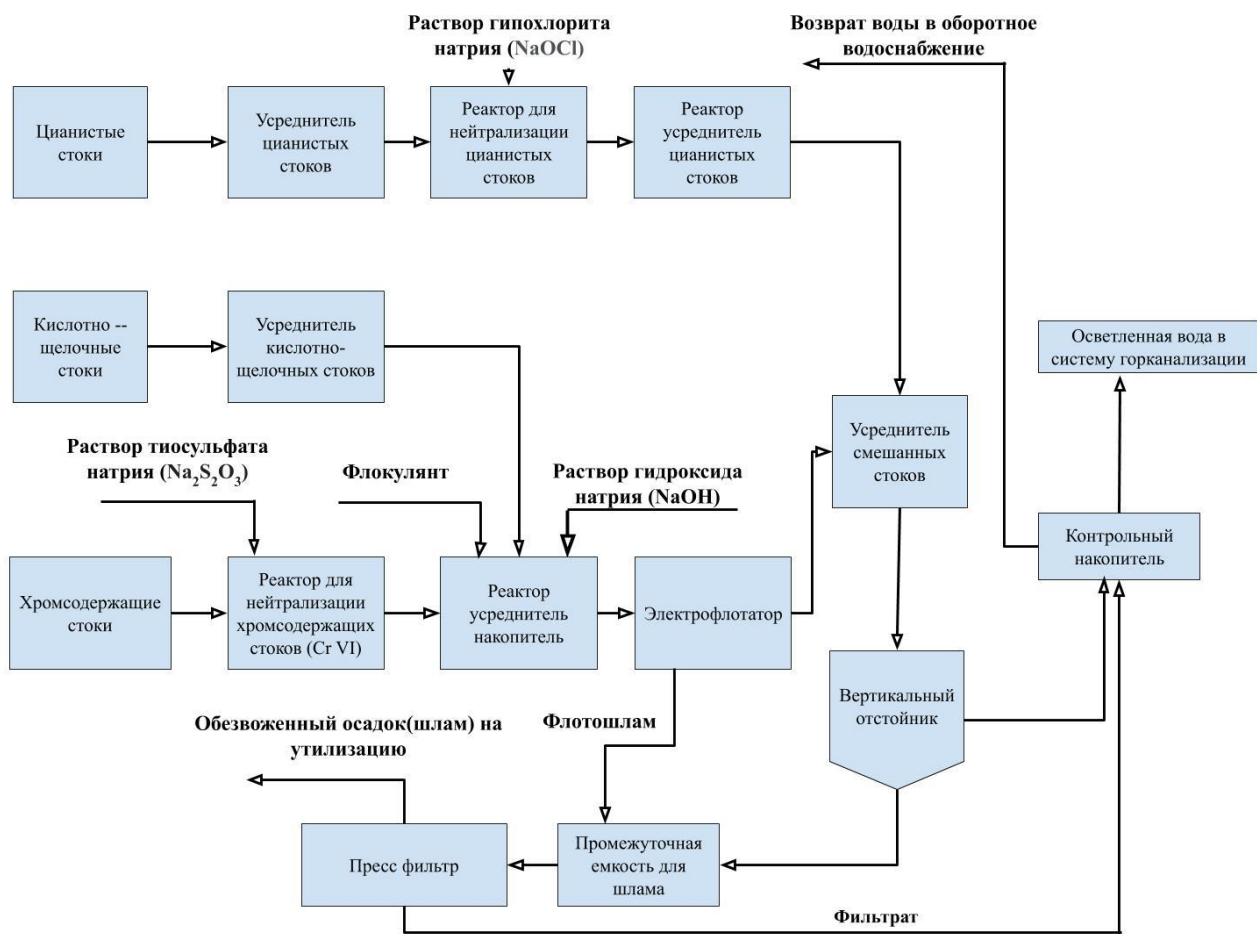 Раствор гипохлорита
натрия (NaOCl)
Возврат воды в оборотное
водоснабжение
Цианистые
стоки
Усреднитель
цианистых
стоков
Реактор для
нейтрализации
цианистых
стоков
Реактор
усреднитель
цианистых
стоков
Кислотно --
щелочные
стоки
Усреднитель
кислотно-
щелочных стоков
Осветленная вода в
систему горканализации
Усреднитель
смешанных
стоков
Раствор тиосульфата
натрия (Na₂S₂O₃)
Флокулянт
Раствор гидроксида
натрия (NaOH)
Контрольный
накопитель
Хромсодержащие
стоки
Реактор для
нейтрализации
хромсодержащих
стоков (Cr VI)
Реактор
усреднитель
накопитель
Электрофлотатор
Вертикальный
отстойник
Обезвоженный осадок(шлам) на
утилизацию
Флотошлам
Пресс фильтр
Промежуточная
емкость для
шлама
Фильтрат